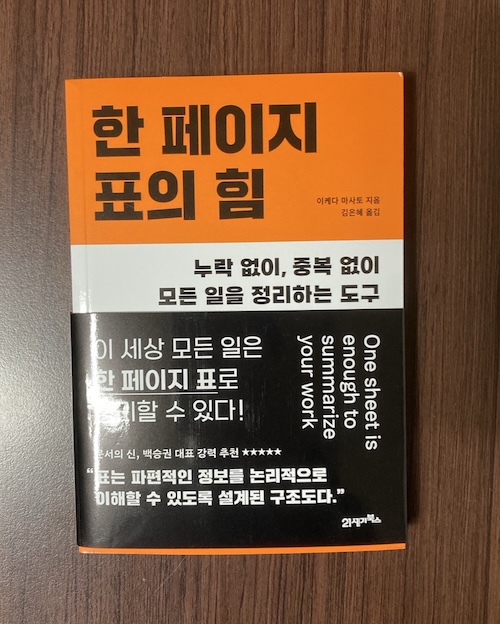 한 페이지
표의 힘
이케다 마사토 지음
김은혜 옮김
누락 없이, 중복 없이
모든 일을 정리하는 도구
이 세상 모든 일은
한 페이지 표로
리할 수 있다!
One sheet is
enough to
summarize
your work
문서의 신, 백승권 대표 강력 추천 ★★★★★
“표는 파편적인 정보를 논리적으로
이해할 수 있도록 설계된 구조도다.”
21세기북스